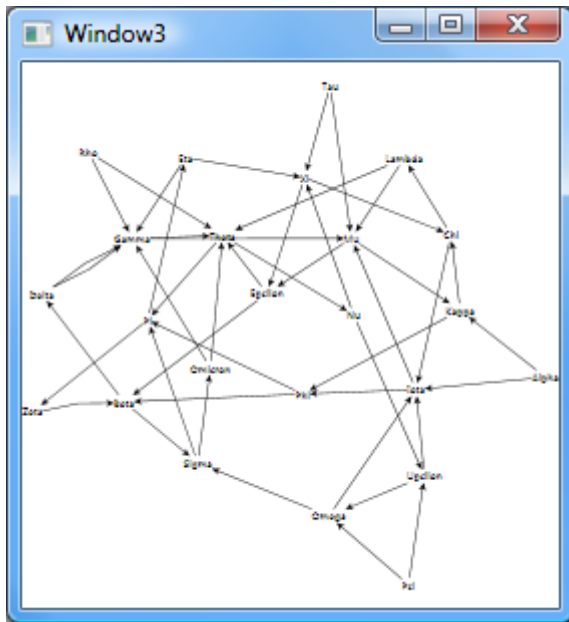 Window3
Tau
Rho
Eta
Lambda
Xi
Gamma
Theta
Mu
Chi
Delta
Epsilon
Nu
Kappa
Pi
Omicron
Alpha
Zeta
Beta
Phi
Iota
Sigma
Upsilon
Omega
Psi